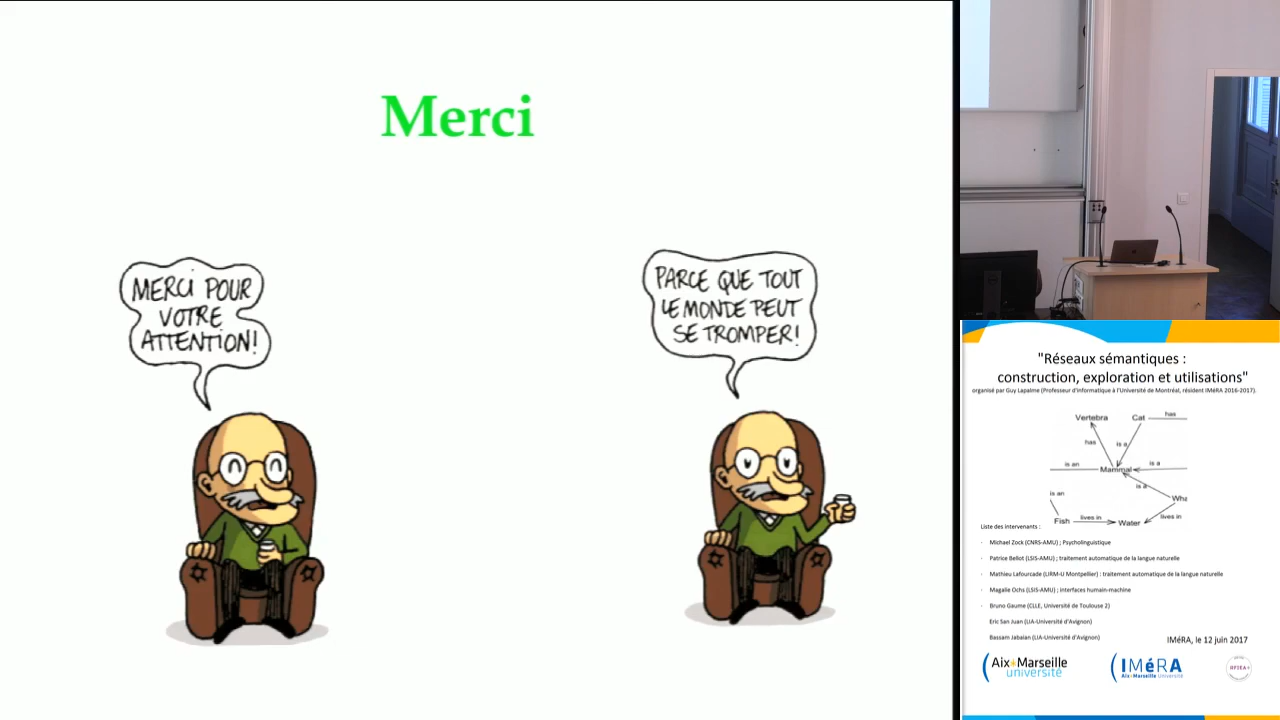 Merci
MERCI POUR
VOTRE
ATTENTION!
PARCE QUE TOUT
LE MONDE PEUT
SE TROMPER!
"Réseaux sémantiques :
construction, exploration et utilisations"
organisé par Guy Lapalme (Professeur d'informatique à l'Université de Montréal, résident IMéRA 2016-2017).
Vertebra
Cat
has
has
is a
is an
Mammal
is a
is a
is an
Wha
Fish
lives in
Water
lives in
Liste des intervenants :
- Michael Zock (CNRS-AMU) ; Psycholinguistique
- Patrice Bellot (LSIS-AMU) ; traitement automatique de la langue naturelle
- Mathieu Lafourcade (LIRM-U Montpellier) : traitement automatique de la langue naturelle
- Magalie Ochs (LSIS-AMU) ; interfaces humain-machine
- Bruno Gaume (CLLE, Université de Toulouse 2)
Eric San Juan (LIA-Université d'Avignon)
Bassam Jabaian (LIA-Université d'Avignon)
IMéRA, le 12 juin 2017
Aix*Marseille
université
IMéRA
Aix·Marseille Université
RFIEA+